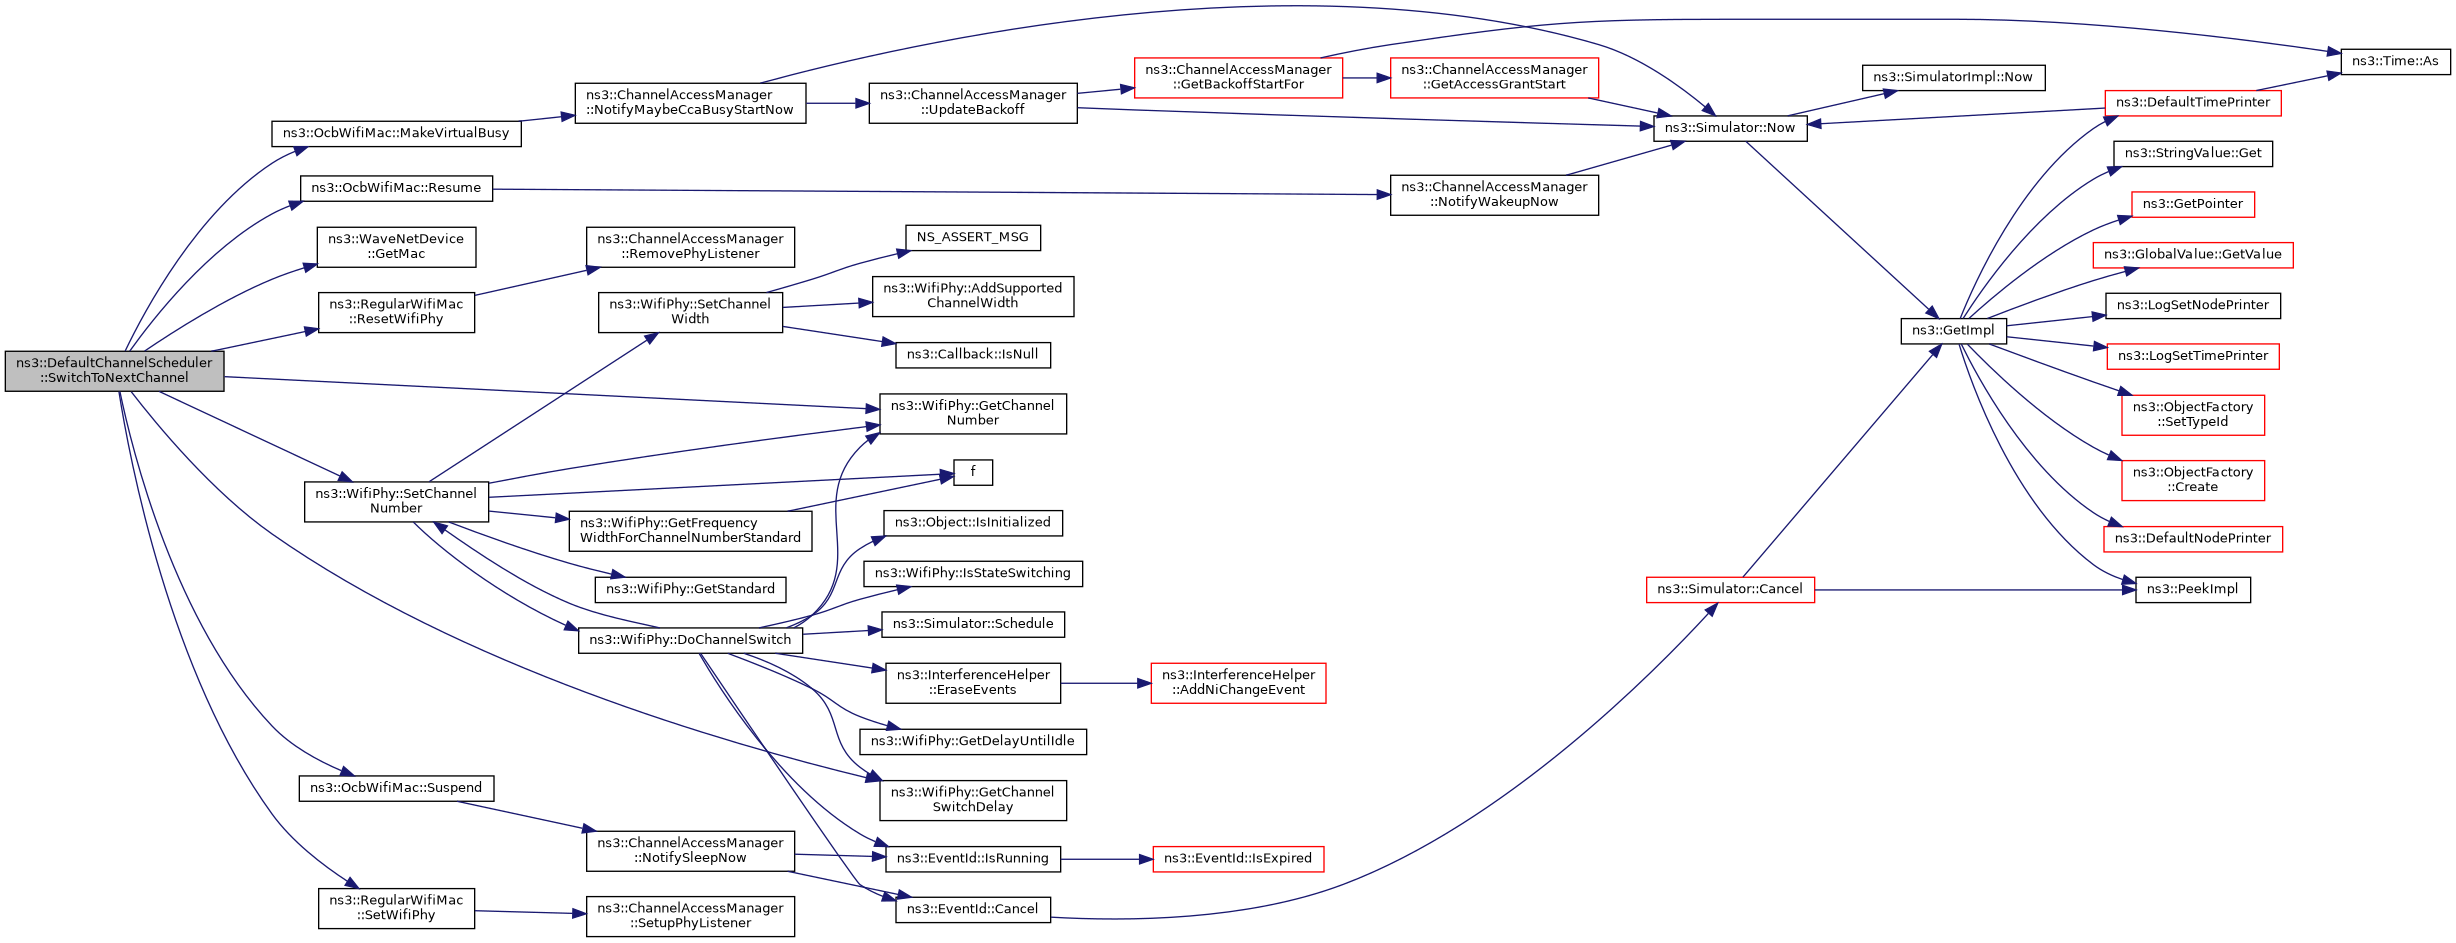 ns3::DefaultChannelScheduler
::SwitchToNextChannel
ns3::OcbWifiMac::MakeVirtualBusy
ns3::OcbWifiMac::Resume
ns3::WaveNetDevice
::GetMac
ns3::RegularWifiMac
::ResetWifiPhy
ns3::WifiPhy::SetChannel
Number
ns3::OcbWifiMac::Suspend
ns3::RegularWifiMac
::SetWifiPhy
ns3::ChannelAccessManager
::NotifyMaybeCcaBusyStartNow
ns3::ChannelAccessManager
::RemovePhyListener
ns3::WifiPhy::SetChannel
Width
ns3::WifiPhy::GetFrequency
WidthForChannelNumberStandard
ns3::WifiPhy::GetStandard
ns3::WifiPhy::DoChannelSwitch
ns3::ChannelAccessManager
::NotifySleepNow
ns3::ChannelAccessManager
::SetupPhyListener
ns3::ChannelAccessManager
::UpdateBackoff
NS_ASSERT_MSG
ns3::WifiPhy::AddSupported
ChannelWidth
ns3::Callback::IsNull
ns3::WifiPhy::GetChannel
Number
f
ns3::Object::IsInitialized
ns3::WifiPhy::IsStateSwitching
ns3::Simulator::Schedule
ns3::InterferenceHelper
::EraseEvents
ns3::WifiPhy::GetDelayUntilIdle
ns3::WifiPhy::GetChannel
SwitchDelay
ns3::EventId::IsRunning
ns3::EventId::Cancel
ns3::ChannelAccessManager
::GetBackoffStartFor
ns3::InterferenceHelper
::AddNiChangeEvent
ns3::EventId::IsExpired
ns3::ChannelAccessManager
::GetAccessGrantStart
ns3::ChannelAccessManager
::NotifyWakeupNow
ns3::Simulator::Now
ns3::Simulator::Cancel
ns3::SimulatorImpl::Now
ns3::GetImpl
ns3::DefaultTimePrinter
ns3::StringValue::Get
ns3::GetPointer
ns3::GlobalValue::GetValue
ns3::LogSetNodePrinter
ns3::LogSetTimePrinter
ns3::ObjectFactory
::SetTypeId
ns3::ObjectFactory
::Create
ns3::DefaultNodePrinter
ns3::PeekImpl
ns3::Time::As